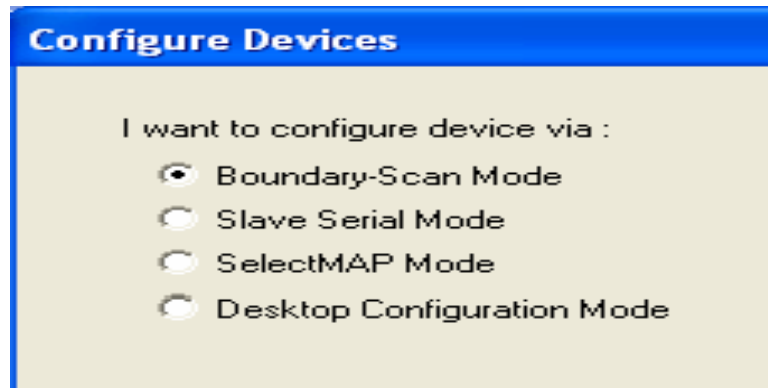 Configure Devices
I want to configure device via :
Boundary-Scan Mode
Slave Serial Mode
SelectMAP Mode
Desktop Configuration Mode